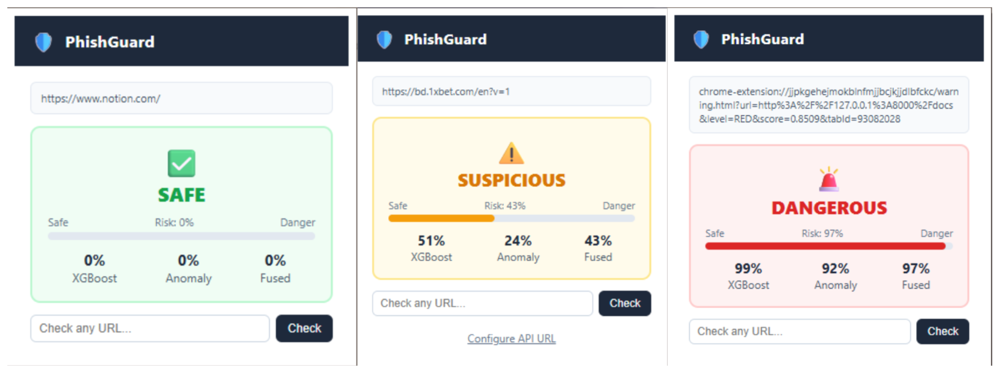 PhishGuard
https://www.notion.com/
SAFE
Safe Risk: 0% Danger
0% 0% 0%
XGBoost Anomaly Fused
Check any URL... Check
PhishGuard
https://bd.1xbet.com/en?v=1
SUSPICIOUS
Safe Risk: 43% Danger
51% 24% 43%
XGBoost Anomaly Fused
Check any URL... Check
Configure API URL
PhishGuard
chrome-extension://jjpkgehejmokblnfmjjbcjkjjdlbfckc/warn
ing.html?url=http%3A%2F%2F127.0.0.1%3A8000%2Fdocs
&level=RED&score=0.8509&tabId=93082028
DANGEROUS
Safe Risk: 97% Danger
99% 92% 97%
XGBoost Anomaly Fused
Check any URL... Check